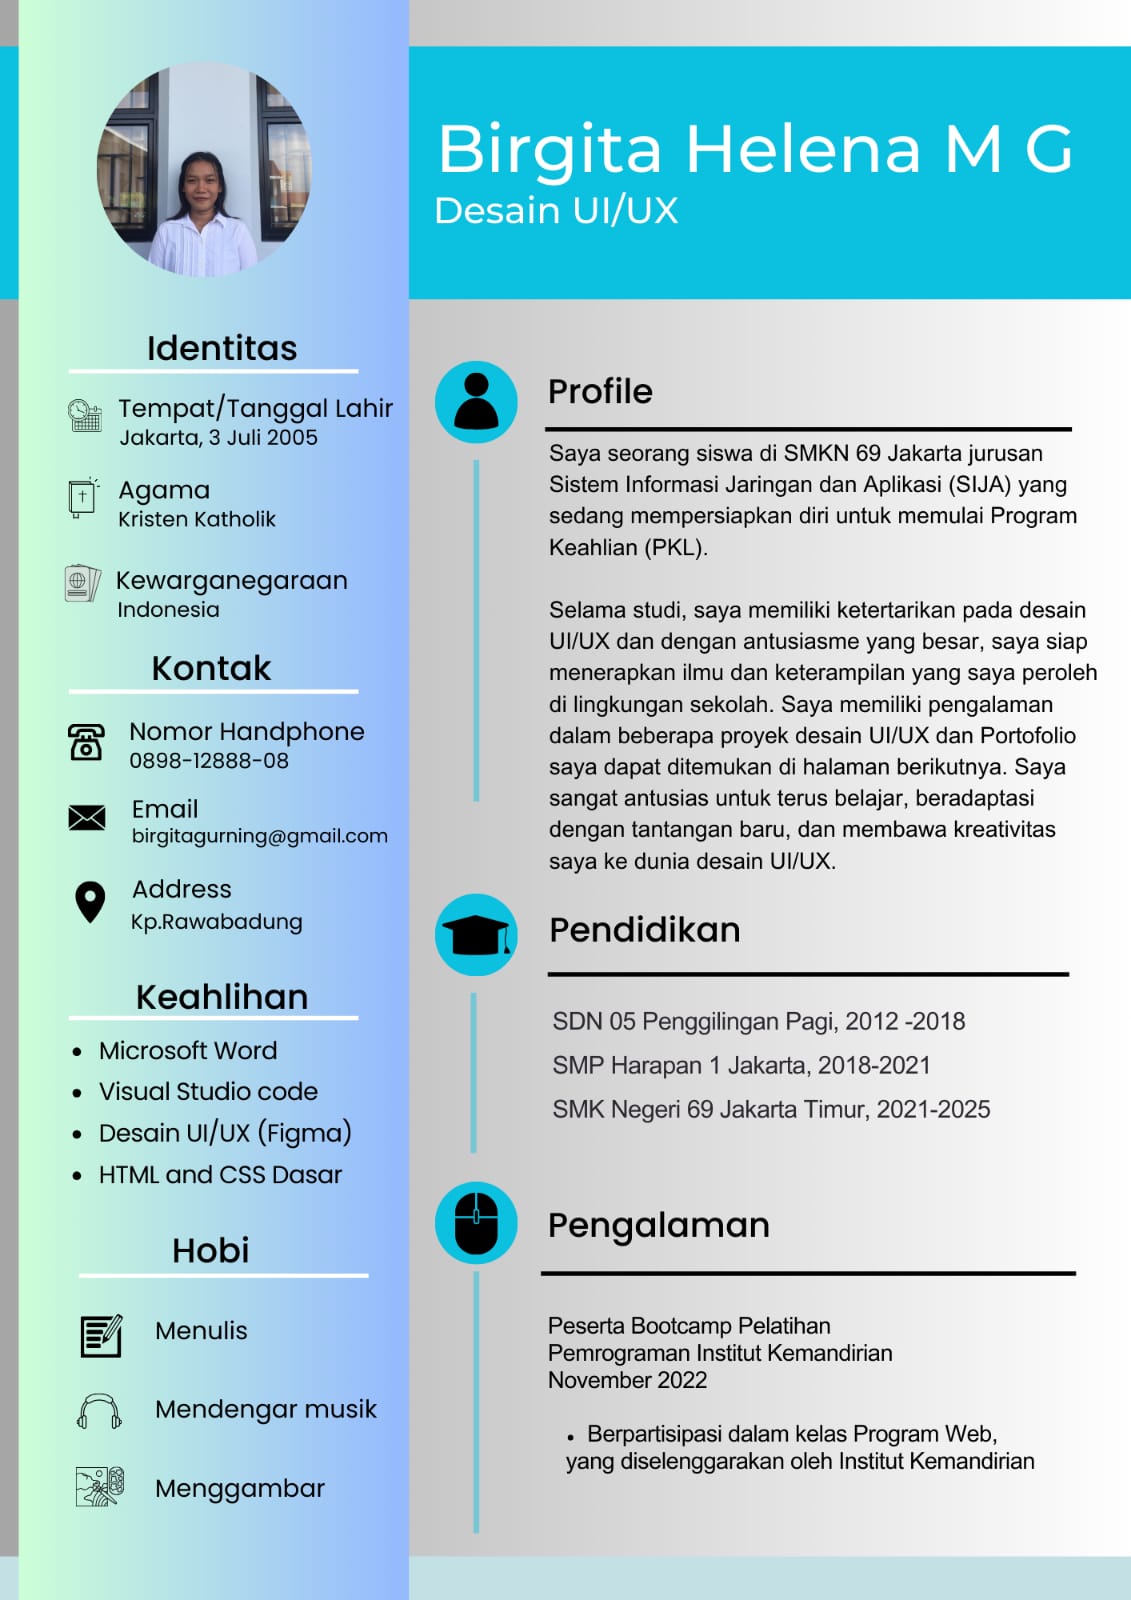 Birgita Helena M G
Desain UI/UX
Identitas
Tempat/Tanggal Lahir
Jakarta, 3 Juli 2005
Agama
Kristen Katholik
Kewarganegaraan
Indonesia
Kontak
Nomor Handphone
0898-12888-08
Email
birgitagurning@gmail.com
Address
Kp.Rawabadung
Keahlihan
• Microsoft Word
• Visual Studio code
• Desain UI/UX (Figma)
• HTML and CSS Dasar
Hobi
Menulis
Mendengar musik
Menggambar
Profile
Saya seorang siswa di SMKN 69 Jakarta jurusan
Sistem Informasi Jaringan dan Aplikasi (SIJA) yang
sedang mempersiapkan diri untuk memulai Program
Keahlian (PKL).
Selama studi, saya memiliki ketertarikan pada desain
UI/UX dan dengan antusiasme yang besar, saya siap
menerapkan ilmu dan keterampilan yang saya peroleh
di lingkungan sekolah. Saya memiliki pengalaman
dalam beberapa proyek desain UI/UX dan Portofolio
saya dapat ditemukan di halaman berikutnya. Saya
sangat antusias untuk terus belajar, beradaptasi
dengan tantangan baru, dan membawa kreativitas
saya ke dunia desain UI/UX.
Pendidikan
SDN 05 Penggilingan Pagi, 2012 -2018
SMP Harapan 1 Jakarta, 2018-2021
SMK Negeri 69 Jakarta Timur, 2021-2025
Pengalaman
Peserta Bootcamp Pelatihan
Pemrograman Institut Kemandirian
November 2022
• Berpartisipasi dalam kelas Program Web,
yang diselenggarakan oleh Institut Kemandirian